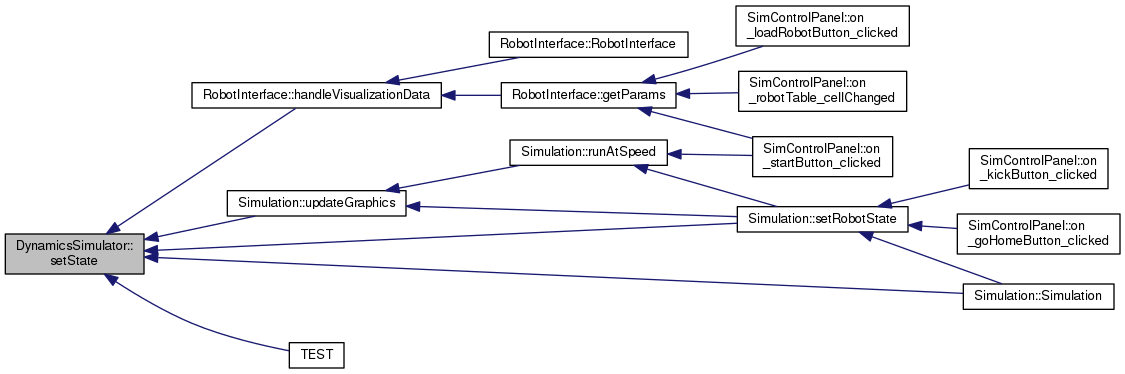 SimControlPanel::on
_loadRobotButton_clicked
RobotInterface::RobotInterface
RobotInterface::handleVisualizationData
RobotInterface::getParams
SimControlPanel::on
_robotTable_cellChanged
SimControlPanel::on
_startButton_clicked
Simulation::runAtSpeed
SimControlPanel::on
_kickButton_clicked
Simulation::updateGraphics
Simulation::setRobotState
SimControlPanel::on
_goHomeButton_clicked
DynamicsSimulator::
setState
Simulation::Simulation
TEST